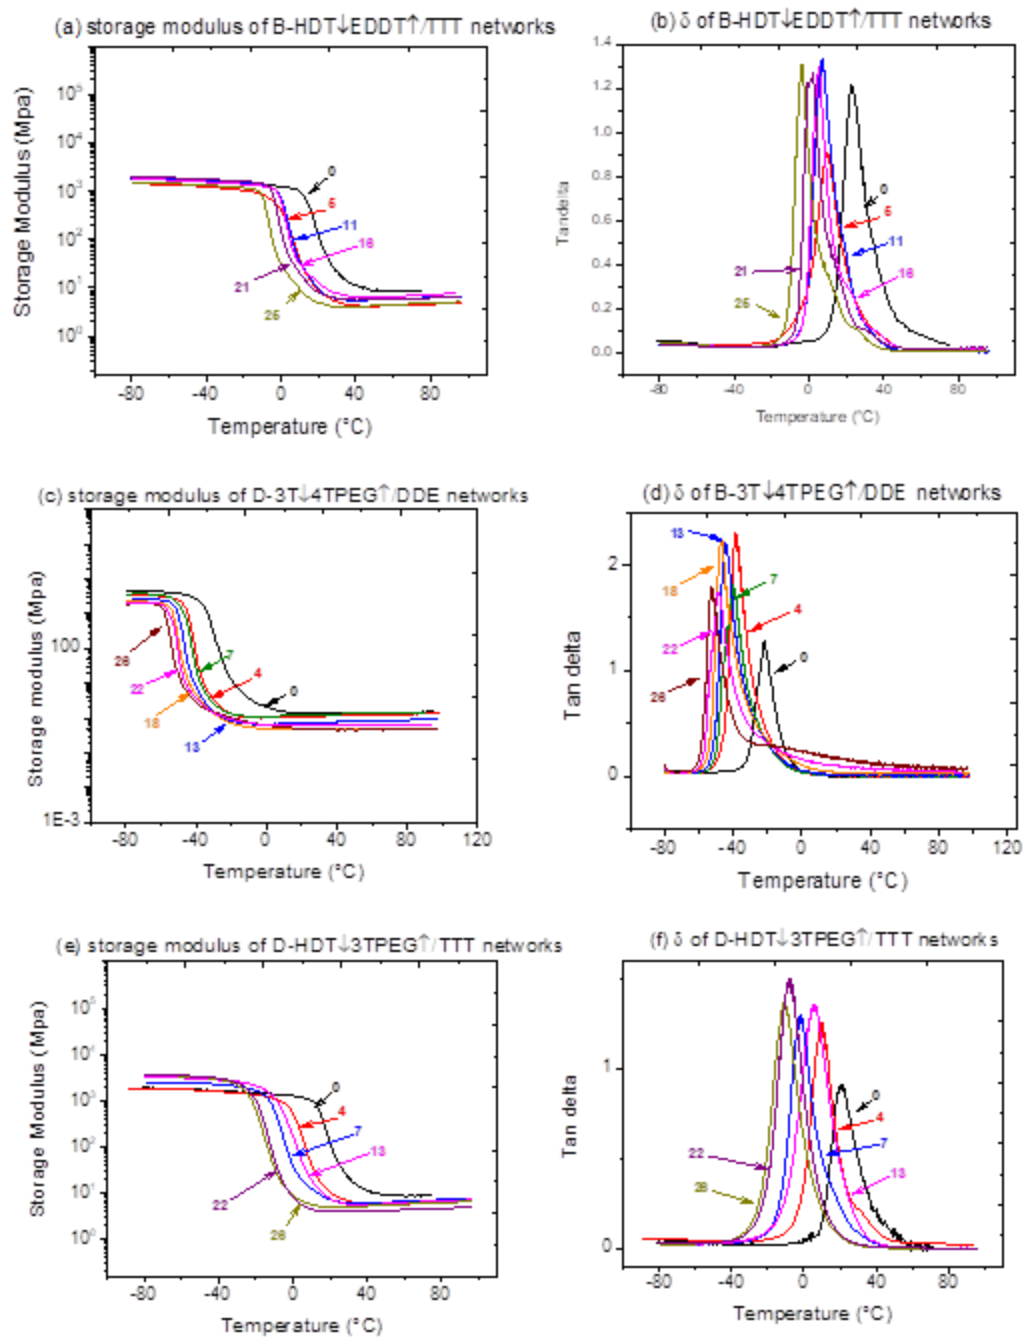 (a) storage modulus of B-HDT↓EDDT↑/TTT networks
Storage Modulus (Mpa)
10⁵
10⁴
10³
10²
10¹
10⁰
0
5
11
16
21
25
-80 -40 0 40 80
Temperature (°C)
(b) δ of B-HDT↓EDDT↑/TTT networks
Tandelta
1.4
1.2
1.0
0.8
0.6
0.4
0.2
0.0
0
5
11
16
21
25
-80 -40 0 40 80
Temperature (°C)
(c) storage modulus of D-3T↓4TPEG↑/DDE networks
Storage modulus (Mpa)
100
1E-3
26
22
18
13
7
4
0
-80 -40 0 40 80 120
Temperature (°C)
(d) δ of B-3T↓4TPEG↑/DDE networks
Tan delta
2
1
0
13
18
22
26
7
4
0
-80 -40 0 40 80 120
Temperature (°C)
(e) storage modulus of D-HDT↓3TPEG↑/TTT networks
Storage Modulus (Mpa)
10⁵
10⁴
10³
10²
10¹
10⁰
0
4
7
13
22
26
-80 -40 0 40 80
Temperature (°C)
(f) δ of D-HDT↓3TPEG↑/TTT networks
Tan delta
1
0
0
4
7
13
22
26
-80 -40 0 40 80
Temperature (°C)